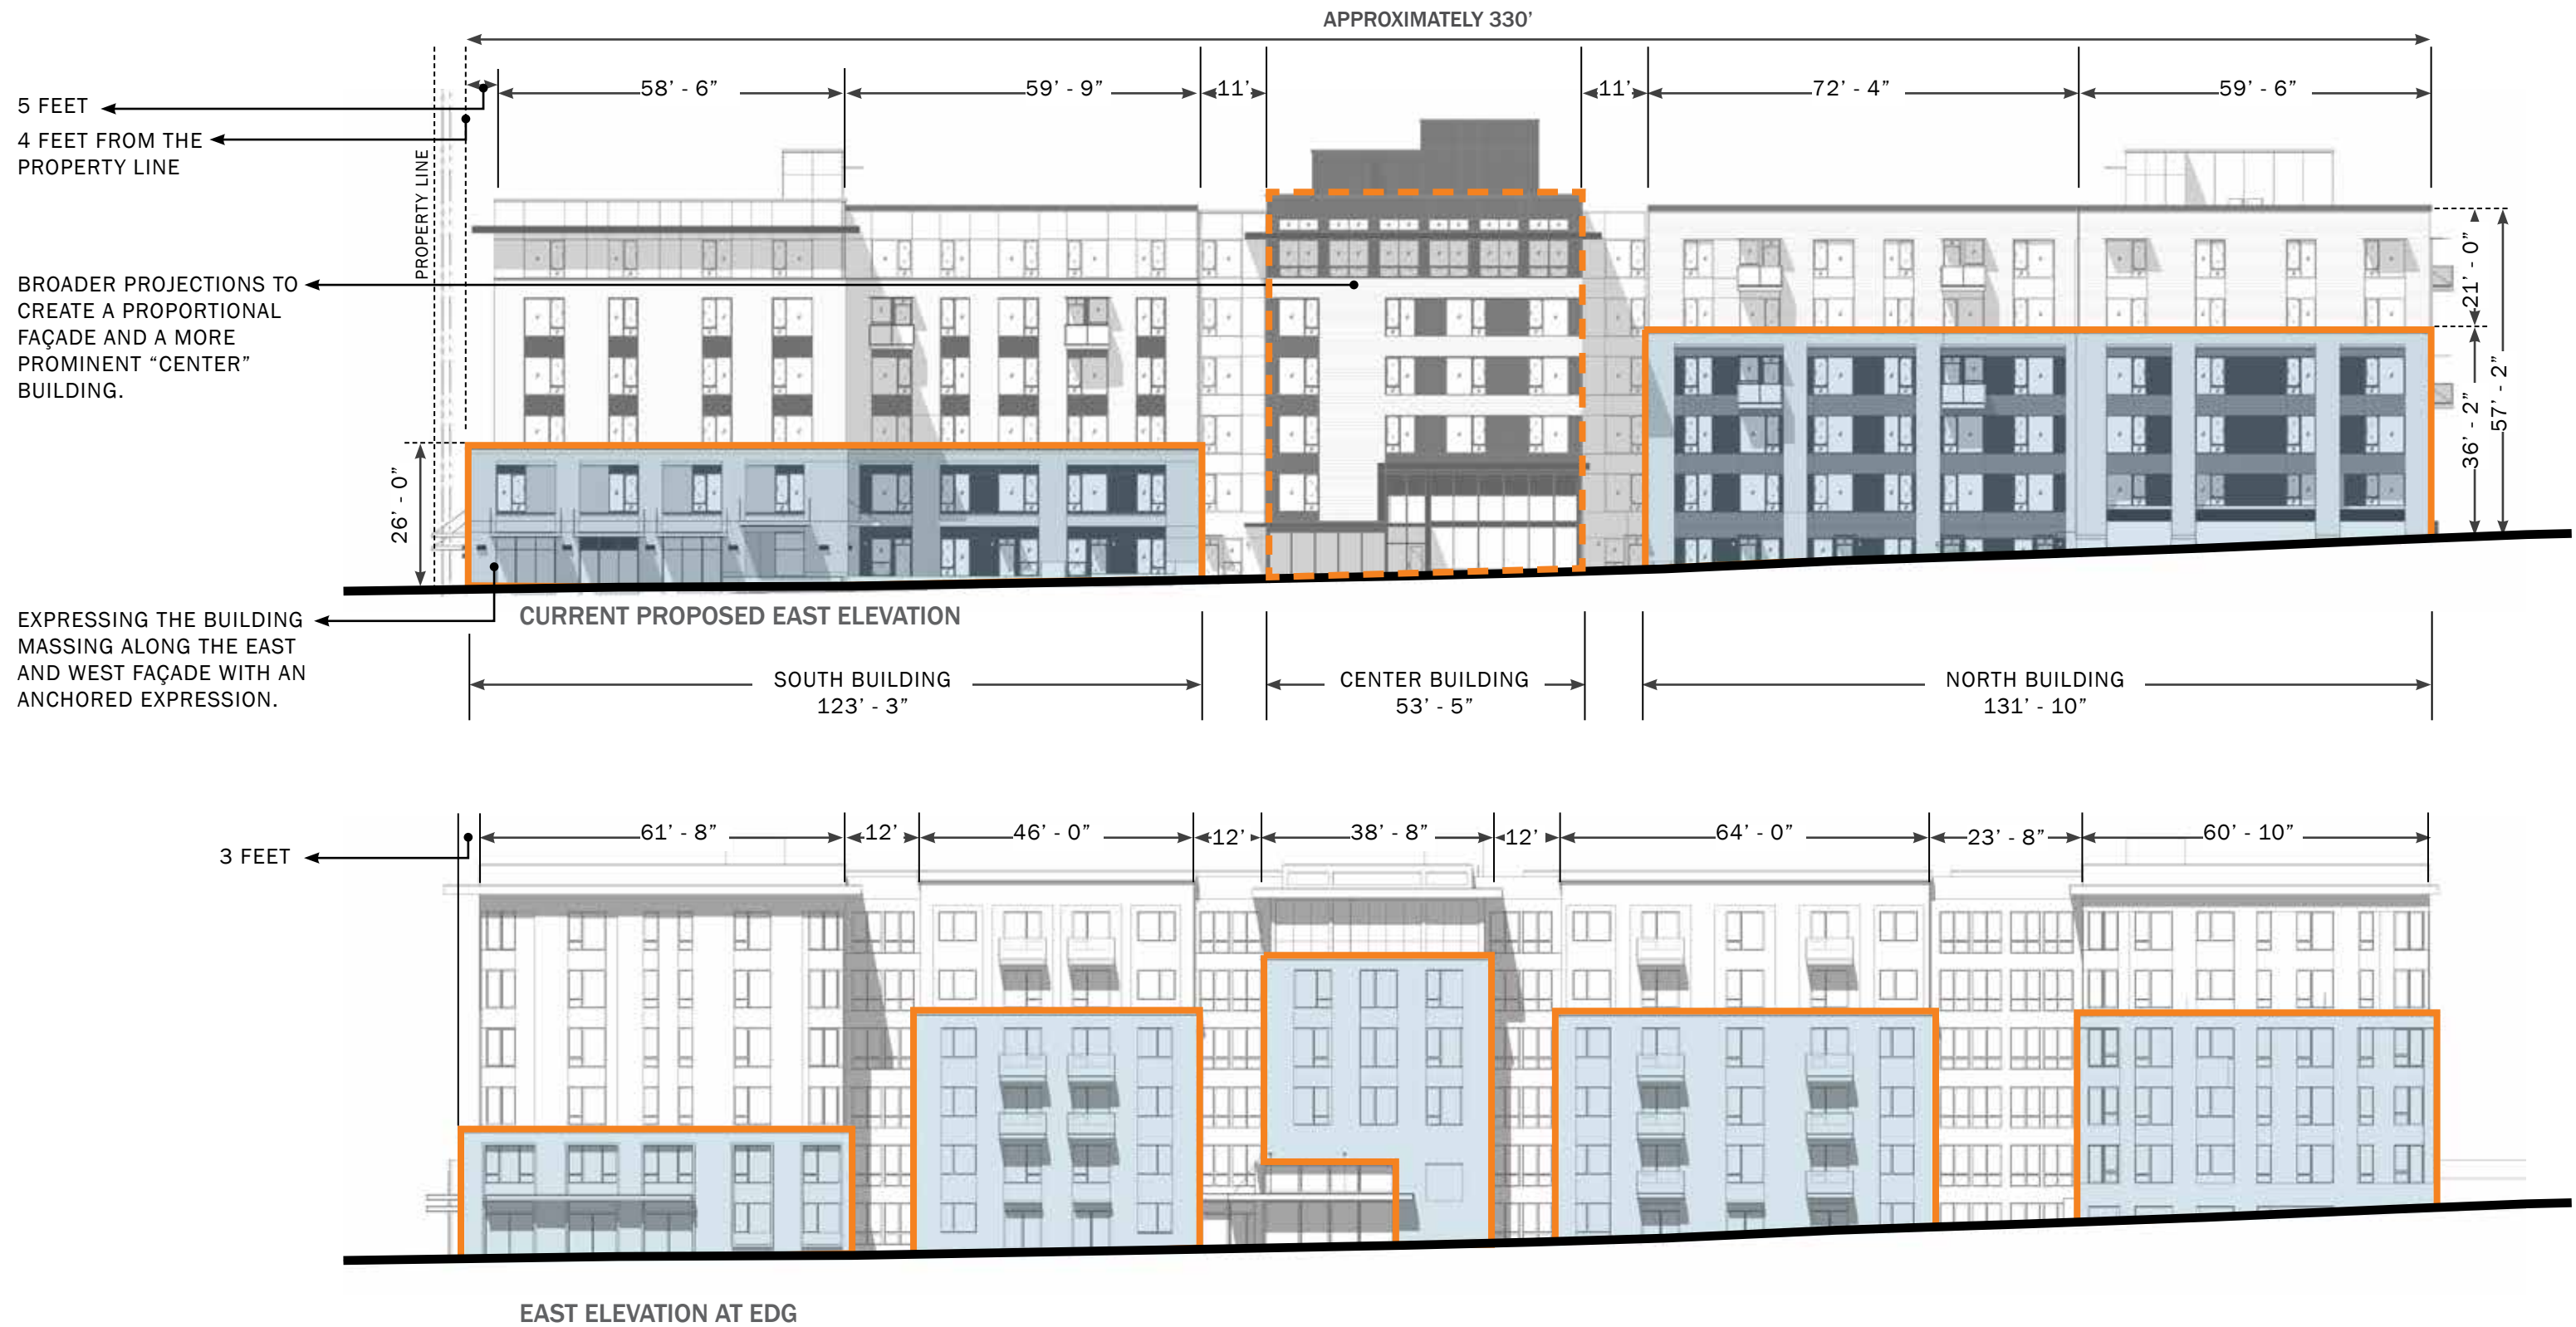 APPROXIMATELY 330’
58’ - 6”
59’ - 9”
11’
11’
72’ - 4”
59’ - 6”
5 FEET
4 FEET FROM THE
PROPERTY LINE
PROPERTY LINE
BROADER PROJECTIONS TO
CREATE A PROPORTIONAL
FAÇADE AND A MORE
PROMINENT “CENTER”
BUILDING.
21’ - 0”
36’ - 2”
57’ - 2”
26’ - 0”
EXPRESSING THE BUILDING
MASSING ALONG THE EAST
AND WEST FAÇADE WITH AN
ANCHORED EXPRESSION.
CURRENT PROPOSED EAST ELEVATION
SOUTH BUILDING
123’ - 3”
CENTER BUILDING
53’ - 5”
NORTH BUILDING
131’ - 10”
3 FEET
61’ - 8”
12’
46’ - 0”
12’
38’ - 8”
12’
64’ - 0”
23’ - 8”
60’ - 10”
EAST ELEVATION AT EDG